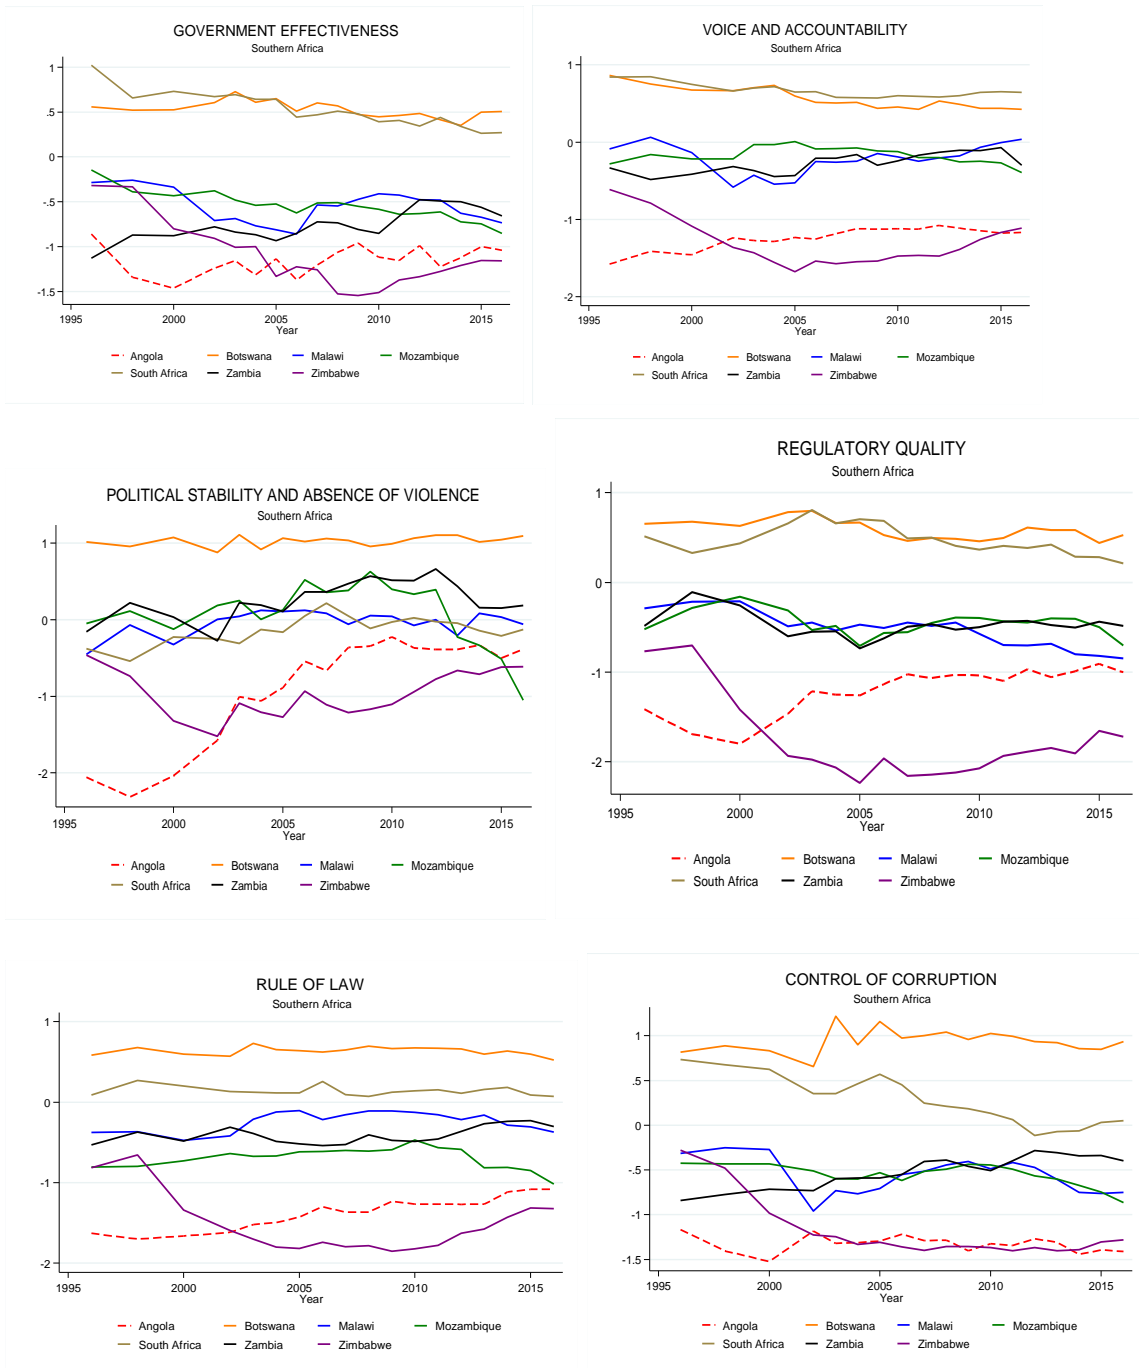 GOVERNMENT EFFECTIVENESS
Southern Africa
1
.5
0
-.5
-1
-1.5
1995 2000 2005 2010 2015
Year
Angola Botswana Malawi Mozambique
South Africa Zambia Zimbabwe
VOICE AND ACCOUNTABILITY
Southern Africa
1
0
-1
-2
1995 2000 2005 2010 2015
Year
Angola Botswana Malawi Mozambique
South Africa Zambia Zimbabwe
POLITICAL STABILITY AND ABSENCE OF VIOLENCE
Southern Africa
1
0
-1
-2
1995 2000 2005 2010 2015
Year
Angola Botswana Malawi Mozambique
South Africa Zambia Zimbabwe
REGULATORY QUALITY
Southern Africa
1
0
-1
-2
1995 2000 2005 2010 2015
Year
Angola Botswana Malawi Mozambique
South Africa Zambia Zimbabwe
RULE OF LAW
Southern Africa
1
0
-1
-2
1995 2000 2005 2010 2015
Year
Angola Botswana Malawi Mozambique
South Africa Zambia Zimbabwe
CONTROL OF CORRUPTION
Southern Africa
1
.5
0
-.5
-1
-1.5
1995 2000 2005 2010 2015
Year
Angola Botswana Malawi Mozambique
South Africa Zambia Zimbabwe